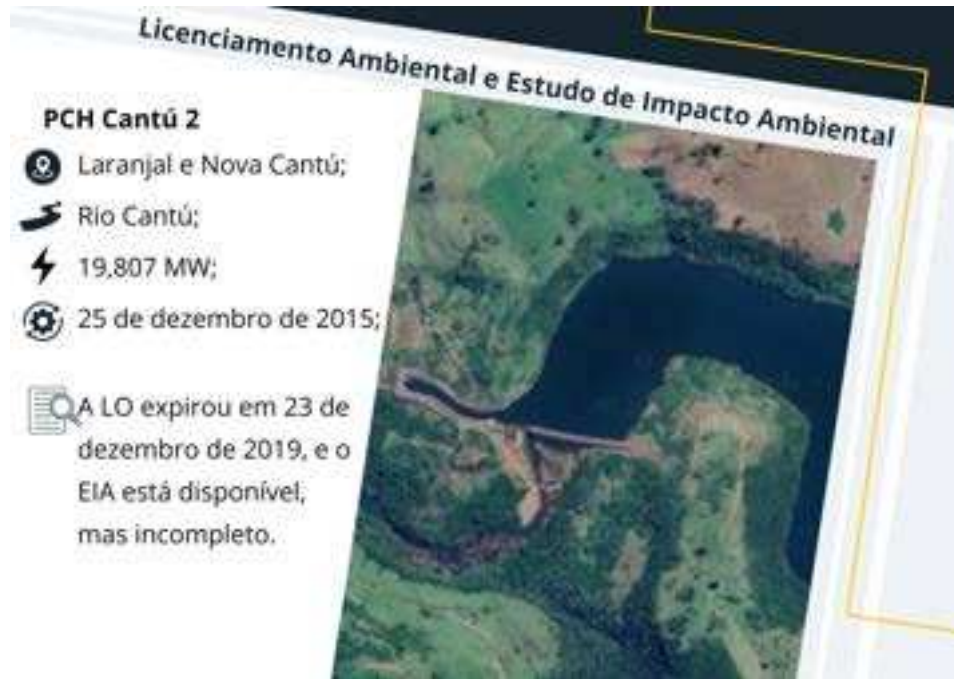 Licenciamento Ambiental e Estudo de Impacto Ambiental
PCH Cantú 2
Laranjal e Nova Cantú;
Rio Cantú;
19,807 MW;
25 de dezembro de 2015;
A LO expirou em 23 de
dezembro de 2019, e o
EIA está disponível,
mas incompleto.